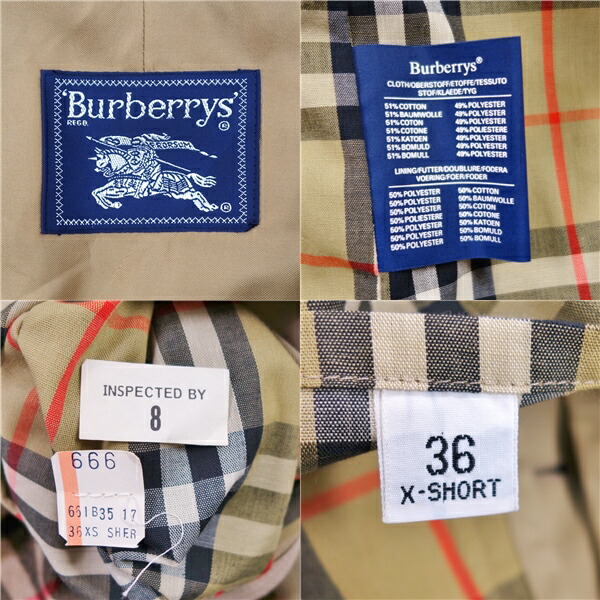 'Burberrys'
REGD.
Burberrys®
CLOTH/OBERSTOFF/ETOFFE/TESSUTO
STOF/KLAEDE/TYG
51% COTTON 49% POLYESTER
51% BAUMWOLLE 49% POLYESTER
51% COTON 49% POLYESTER
51% COTONE 49% POLIESTERE
51% KATOEN 49% POLYESTER
51% BOMULD 49% POLYESTER
51% BOMULL 49% POLYESTER
LINING/FUTTER/DOUBLURE/FODERA
VOERING/FOER/FODER
50% POLYESTER 50% COTTON
50% POLYESTER 50% BAUMWOLLE
50% POLYESTER 50% COTON
50% POLIESTERE 50% COTONE
50% POLYESTER 50% KATOEN
50% POLYESTER 50% BOMULD
50% POLYESTER 50% BOMULL
INSPECTED BY
8
666
661B35 17
36XS SHER
36
X-SHORT